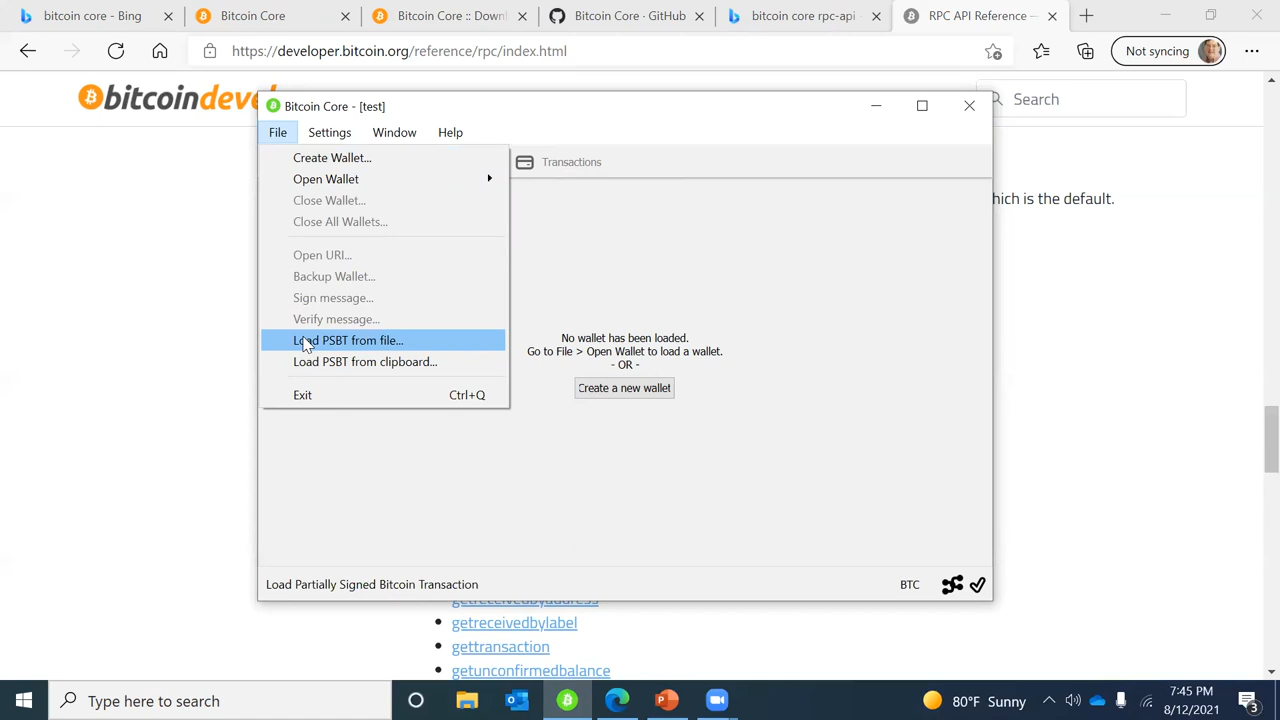 bitcoin core - Bing
Bitcoin Core
Bitcoin Core :: Downl
Bitcoin Core · GitHub
bitcoin core rpc-api -
RPC API Reference —
https://developer.bitcoin.org/reference/rpc/index.html
Not syncing
bitcoindevel
Search
Bitcoin Core - [test]
File
Settings
Window
Help
Create Wallet...
Open Wallet
Close Wallet...
Close All Wallets...
Open URI...
Backup Wallet...
Sign message...
Verify message...
Load PSBT from file...
Load PSBT from clipboard...
Exit Ctrl+Q
Transactions
hich is the default.
No wallet has been loaded.
Go to File > Open Wallet to load a wallet.
- OR -
Create a new wallet
Load Partially Signed Bitcoin Transaction
BTC
getreceivedbyaddress
getreceivedbylabel
gettransaction
getunconfirmedbalance
Type here to search
80°F Sunny
7:45 PM
8/12/2021
3